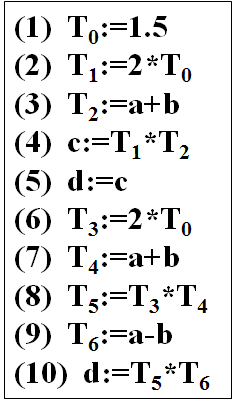 (1) T₀:=1.5
(2) T₁:=2*T₀
(3) T₂:=a+b
(4) c:=T₁*T₂
(5) d:=c
(6) T₃:=2*T₀
(7) T₄:=a+b
(8) T₅:=T₃*T₄
(9) T₆:=a-b
(10) d:=T₅*T₆